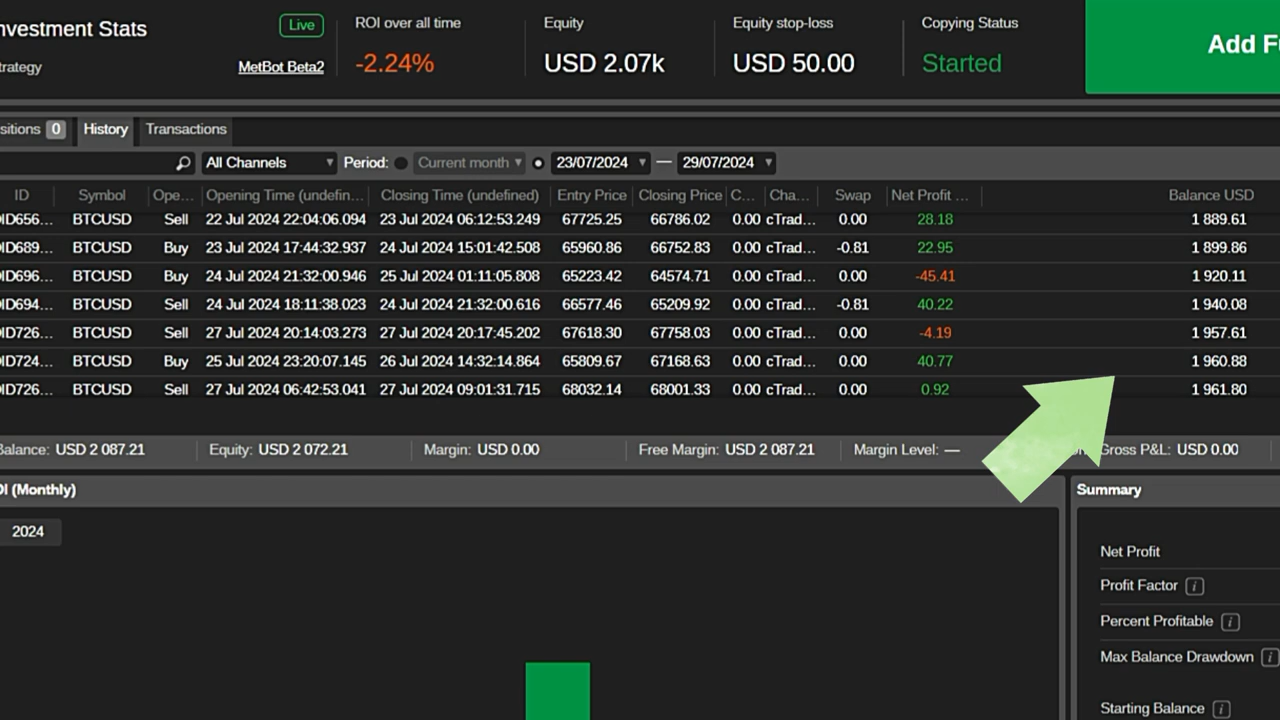 nvestment Stats Live ROI over all time Equity Equity stop-loss Copying Status Add F
trategy MetBot Beta2 -2.24% USD 2.07k USD 50.00 Started
sitions 0 History Transactions
All Channels Period: Current month 23/07/2024 — 29/07/2024
ID Symbol Ope... Opening Time (undefin... Closing Time (undefined) Entry Price Closing Price C... Cha... Swap Net Profit ... Balance USD
ID656... BTCUSD Sell 22 Jul 2024 22:04:06.094 23 Jul 2024 06:12:53.249 67725.25 66786.02 0.00 cTrad... 0.00 28.18 1 889.61
ID689... BTCUSD Buy 23 Jul 2024 17:44:32.937 24 Jul 2024 15:01:42.508 65960.86 66752.83 0.00 cTrad... -0.81 22.95 1 899.86
ID696... BTCUSD Buy 24 Jul 2024 21:32:00.946 25 Jul 2024 01:11:05.808 65223.42 64574.71 0.00 cTrad... 0.00 -45.41 1 920.11
ID694... BTCUSD Sell 24 Jul 2024 18:11:38.023 24 Jul 2024 21:32:00.616 66577.46 65209.92 0.00 cTrad... -0.81 40.22 1 940.08
ID726... BTCUSD Sell 27 Jul 2024 20:14:03.273 27 Jul 2024 20:17:45.202 67618.30 67758.03 0.00 cTrad... 0.00 -4.19 1 957.61
ID724... BTCUSD Buy 25 Jul 2024 23:20:07.145 26 Jul 2024 14:32:14.864 65809.67 67168.63 0.00 cTrad... 0.00 40.77 1 960.88
ID726... BTCUSD Sell 27 Jul 2024 06:42:53.041 27 Jul 2024 09:01:31.715 68032.14 68001.33 0.00 cTrad... 0.00 0.92 1 961.80
Balance: USD 2 087.21 Equity: USD 2 072.21 Margin: USD 0.00 Free Margin: USD 2 087.21 Margin Level: — Gross P&L: USD 0.00
OI (Monthly) Summary
2024
Net Profit
Profit Factor
Percent Profitable
Max Balance Drawdown
Starting Balance